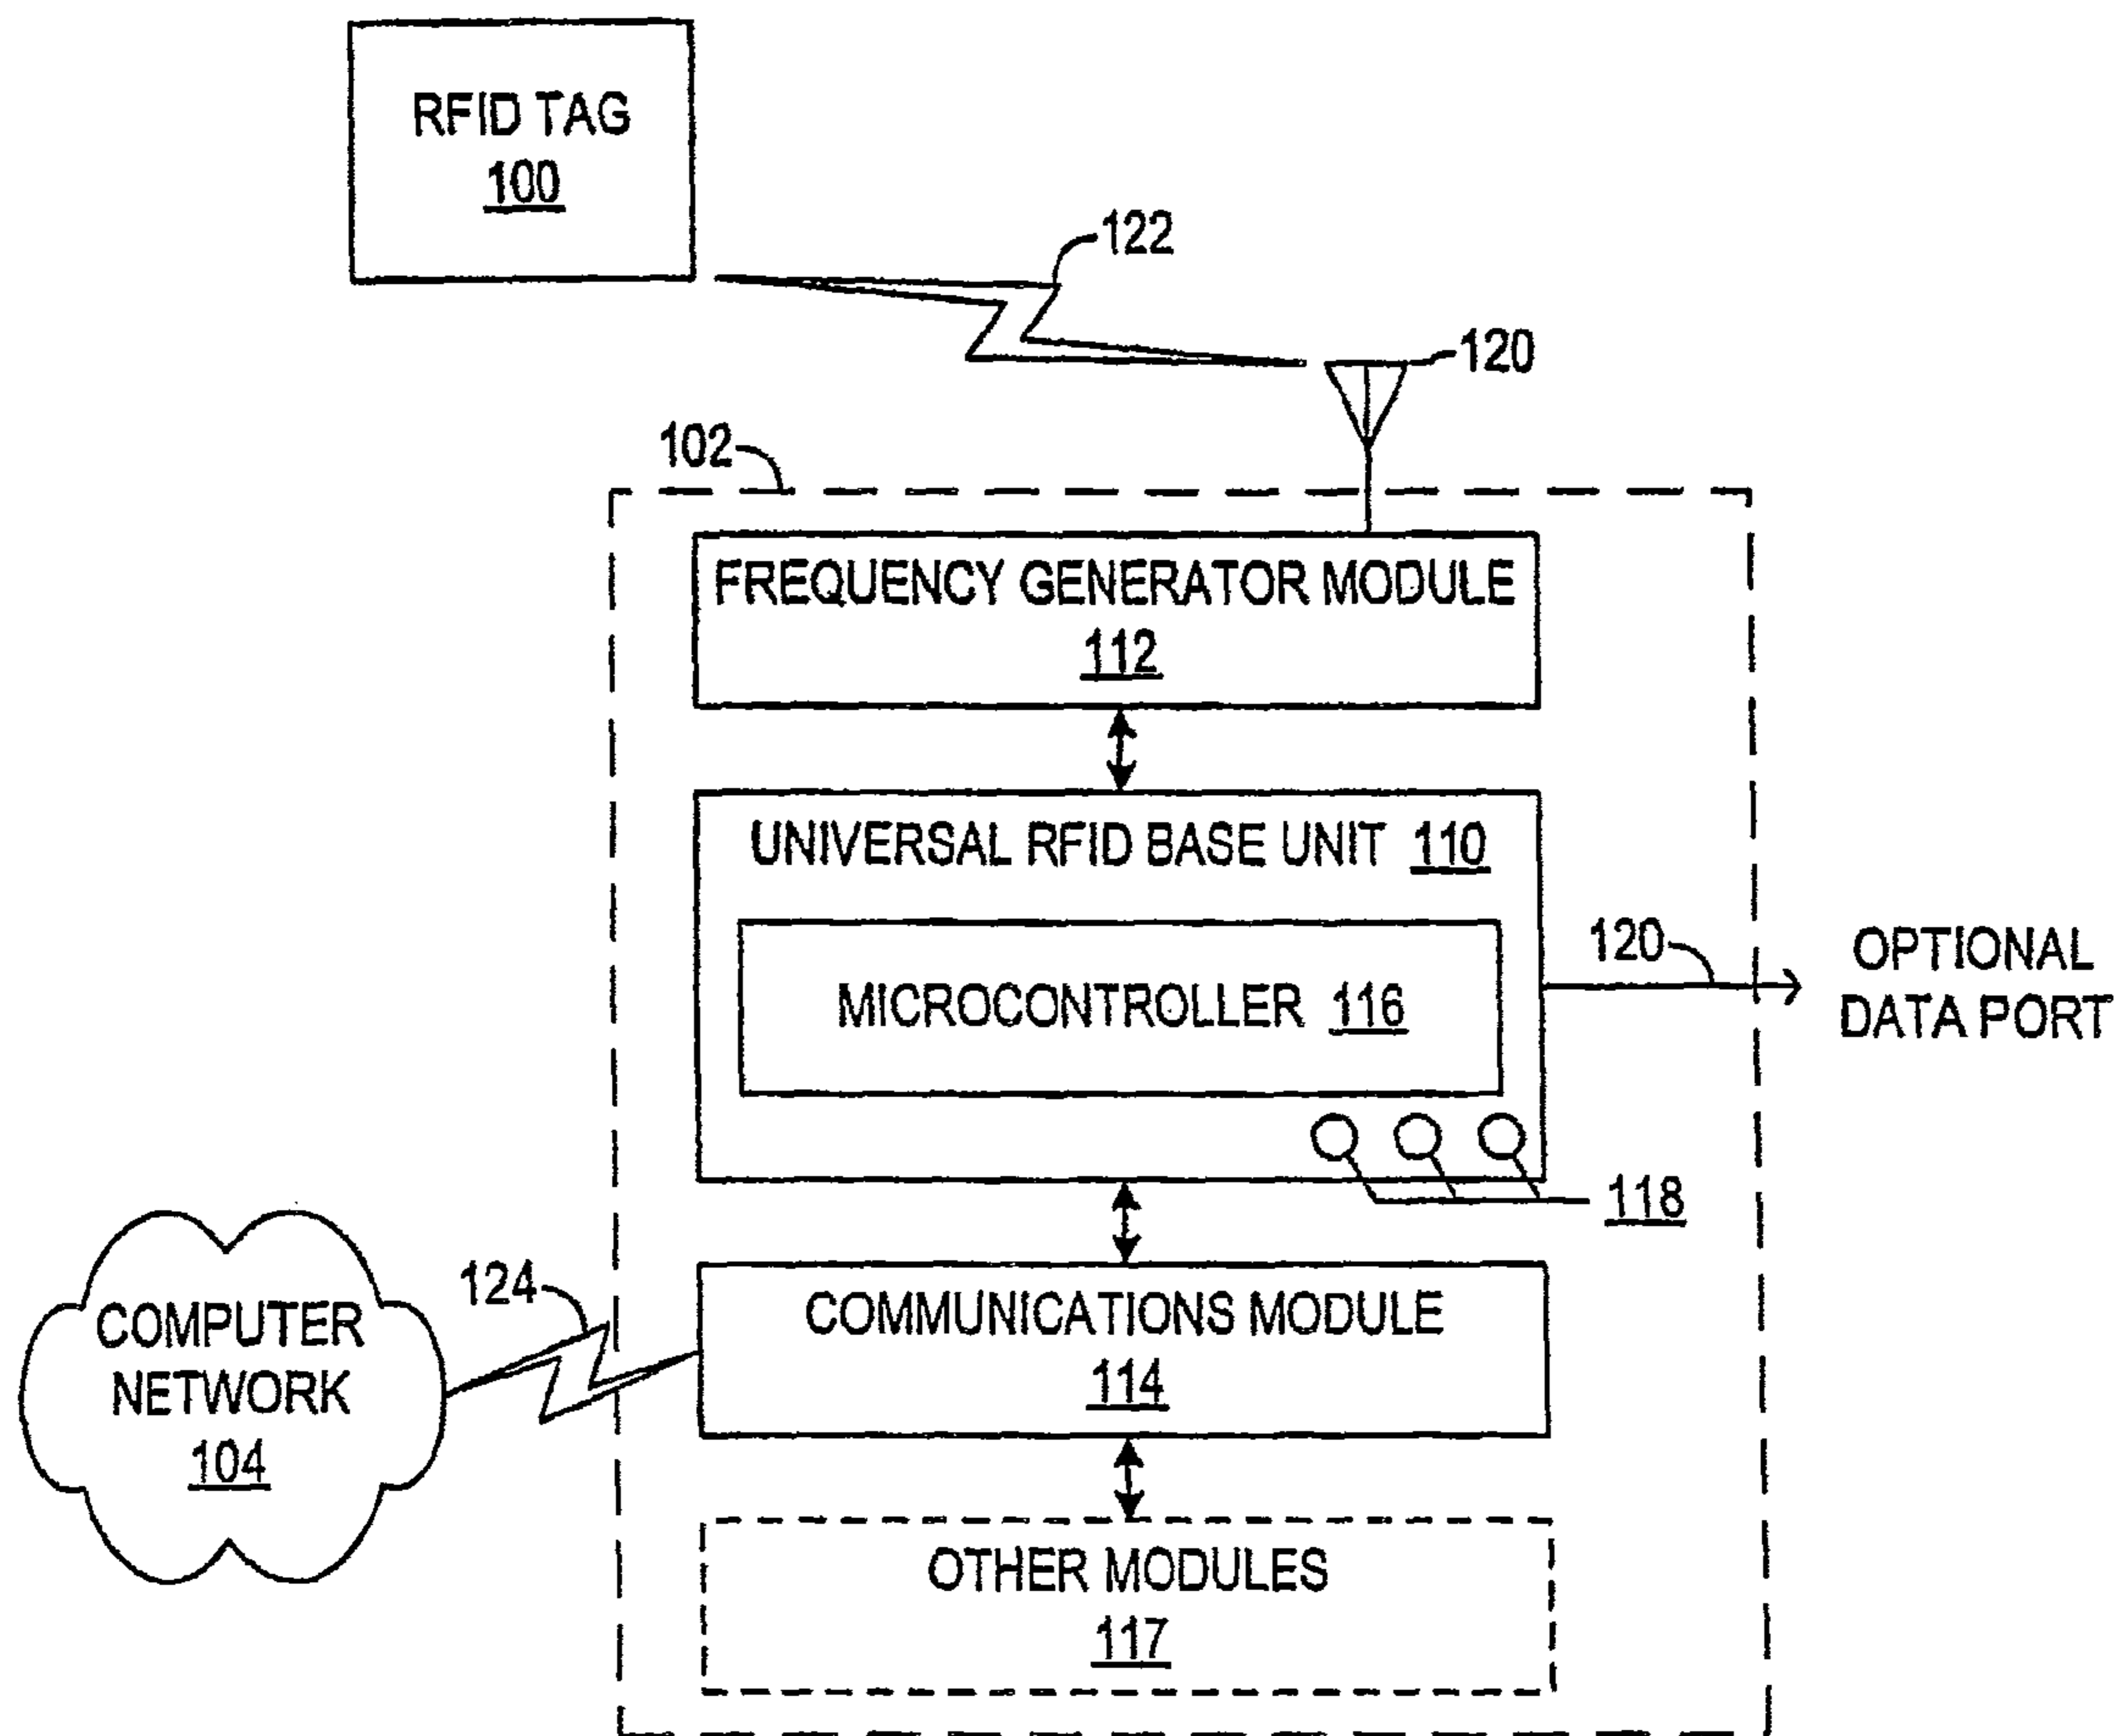 RFID TAG
100
122
120
102
FREQUENCY GENERATOR MODULE
112
UNIVERSAL RFID BASE UNIT 110
MICROCONTROLLER 116
120
OPTIONAL
DATA PORT
118
124
COMPUTER
NETWORK
104
COMMUNICATIONS MODULE
114
OTHER MODULES
117